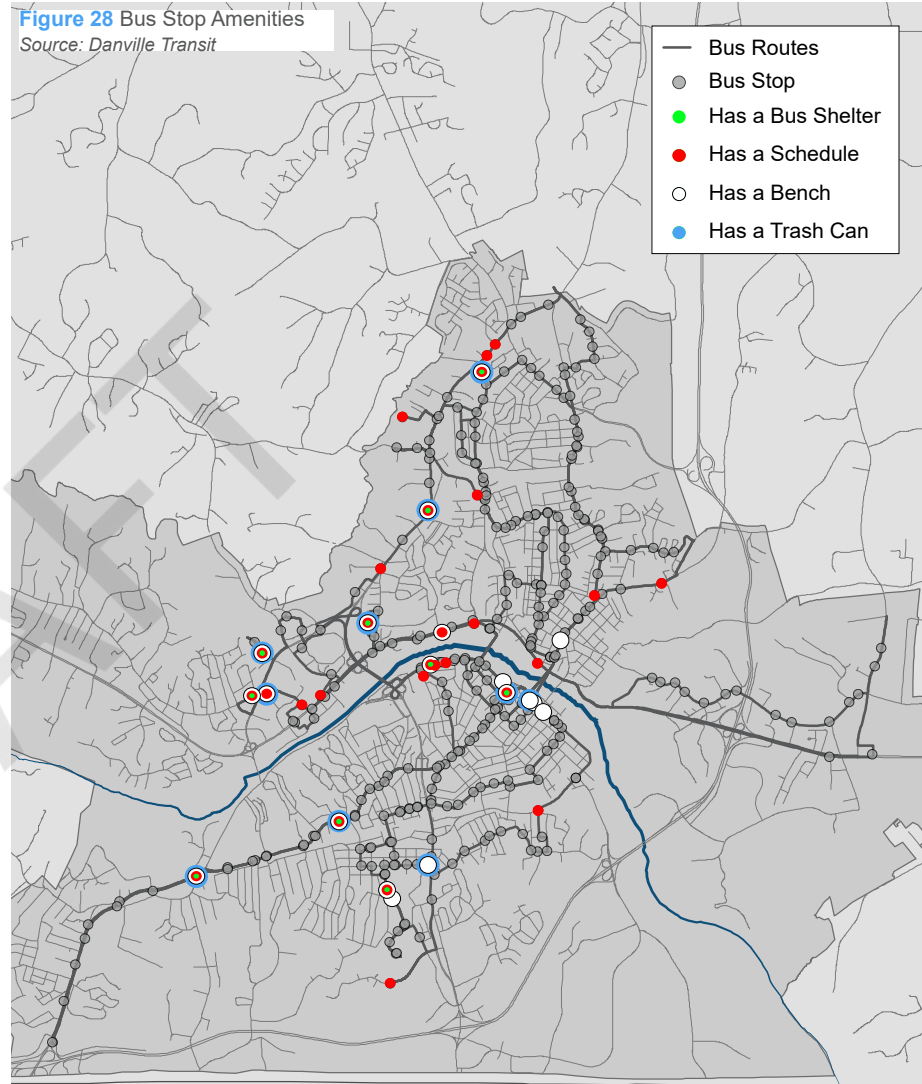 Figure 28 Bus Stop Amenities
Source: Danville Transit
Bus Routes
Bus Stop
Has a Bus Shelter
Has a Schedule
Has a Bench
Has a Trash Can
AFT